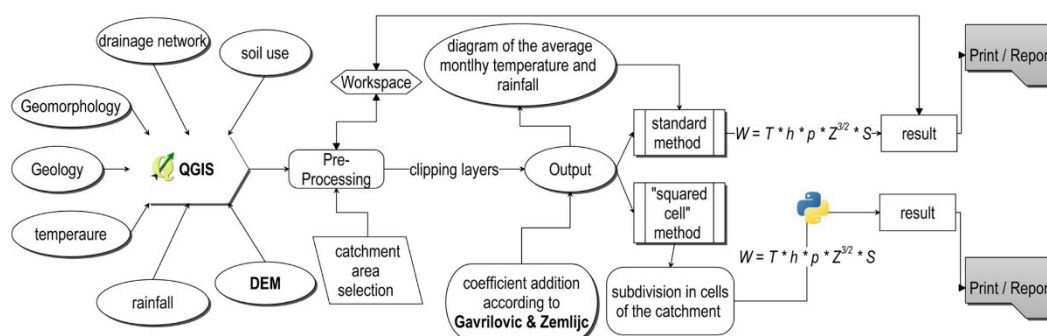 drainage network
soil use
Geomorphology
Geology
temperaure
rainfall
DEM
QGIS
Workspace
Pre-
Processing
catchment
area
selection
clipping layers
diagram of the average
montlhy temperature and
rainfall
Output
coefficient addition
according to
Gavrilovic & Zemlijc
standard
method
W = T * h * p * Z^3/2 * S
result
Print / Repor
"squared
cell"
method
subdivision in cells
of the catchment
W = T * h * p * Z^3/2 * S
result
Print / Repor